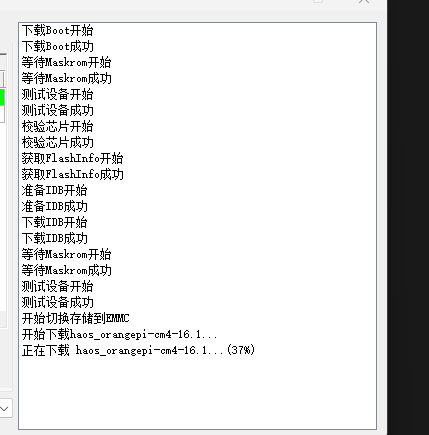 下载Boot开始
下载Boot成功
等待Maskrom开始
等待Maskrom成功
测试设备开始
测试设备成功
校验芯片开始
校验芯片成功
获取FlashInfo开始
获取FlashInfo成功
准备IDB开始
准备IDB成功
下载IDB开始
下载IDB成功
等待Maskrom开始
等待Maskrom成功
测试设备开始
测试设备成功
开始切换存储到EMMC
开始下载haos_orangepi-cm4-16.1...
正在下载 haos_orangepi-cm4-16.1...(37%)